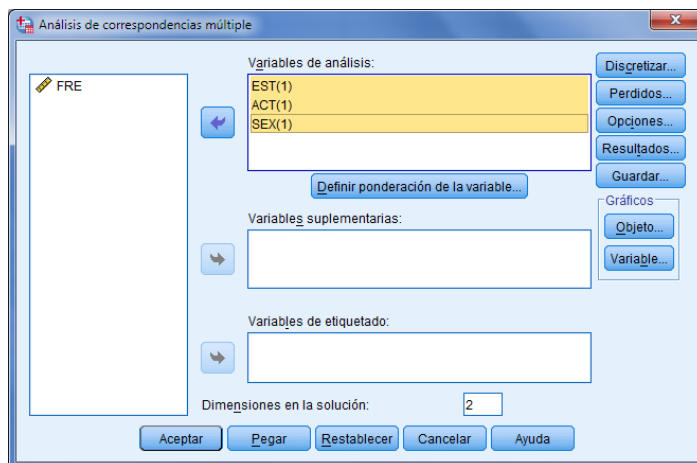 Análisis de correspondencias múltiple
x
FRE
Variables de análisis:
EST(1)
ACT(1)
SEX(1)
Definir ponderación de la variable...
Variables suplementarias:
Variables de etiquetado:
Dimensiones en la solución:
2
Discretizar...
Perdidos...
Opciones...
Resultados...
Guardar...
Gráficos
Objeto...
Variable...
Aceptar
Pegar
Restablecer
Cancelar
Ayuda